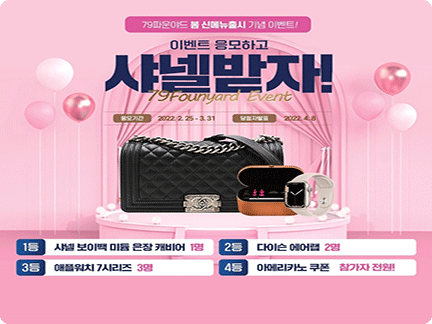 79파운야드 봄 신메뉴출시 기념 이벤트!
이벤트 응모하고
샤넬받자!
79Founyard Event
응모기간 2022. 2. 25 - 3. 31 당첨자발표 2022. 4. 8
1등 샤넬 보이백 미듐 은장 캐비어 1명
2등 다이슨 에어랩 2명
3등 애플워치 7시리즈 3명
4등 아메리카노 쿠폰 참가자 전원!